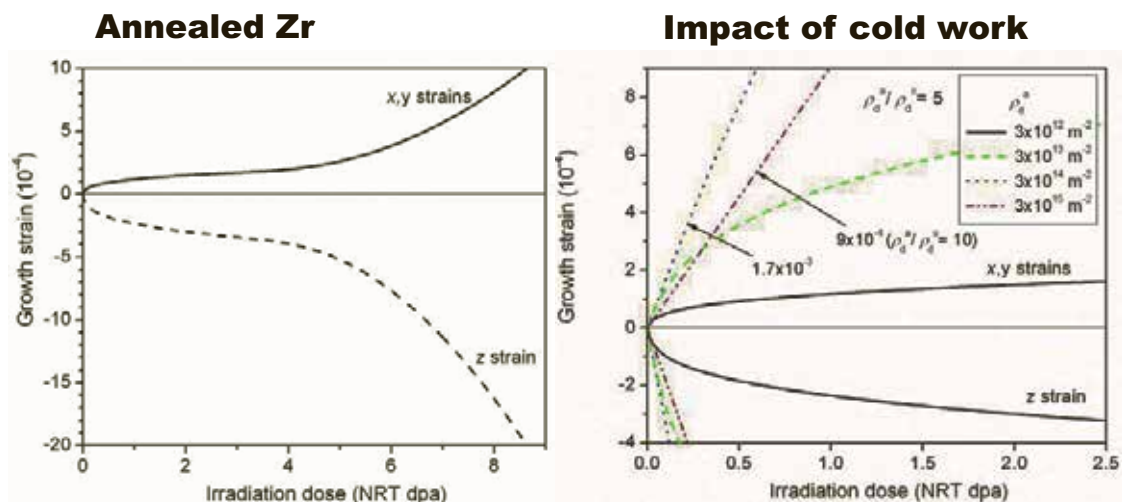 Annealed Zr
10
5
0
-5
-10
-15
-20
0
2
4
6
8
Growth strain (10⁻⁴)
Irradiation dose (NRT dpa)
x,y strains
z strain
Impact of cold work
8
6
4
2
0
-2
-4
0.0
0.5
1.0
1.5
2.0
2.5
Growth strain (10⁻⁴)
Irradiation dose (NRT dpa)
ρ_d^a/ρ_d^c = 5
ρ_d^a
3x10¹² m⁻²
3x10¹³ m⁻²
3x10¹⁴ m⁻²
3x10¹⁵ m⁻²
9x10⁻⁴ (ρ_d^a/ρ_d^c = 10)
1.7x10⁻³
x,y strains
z strain